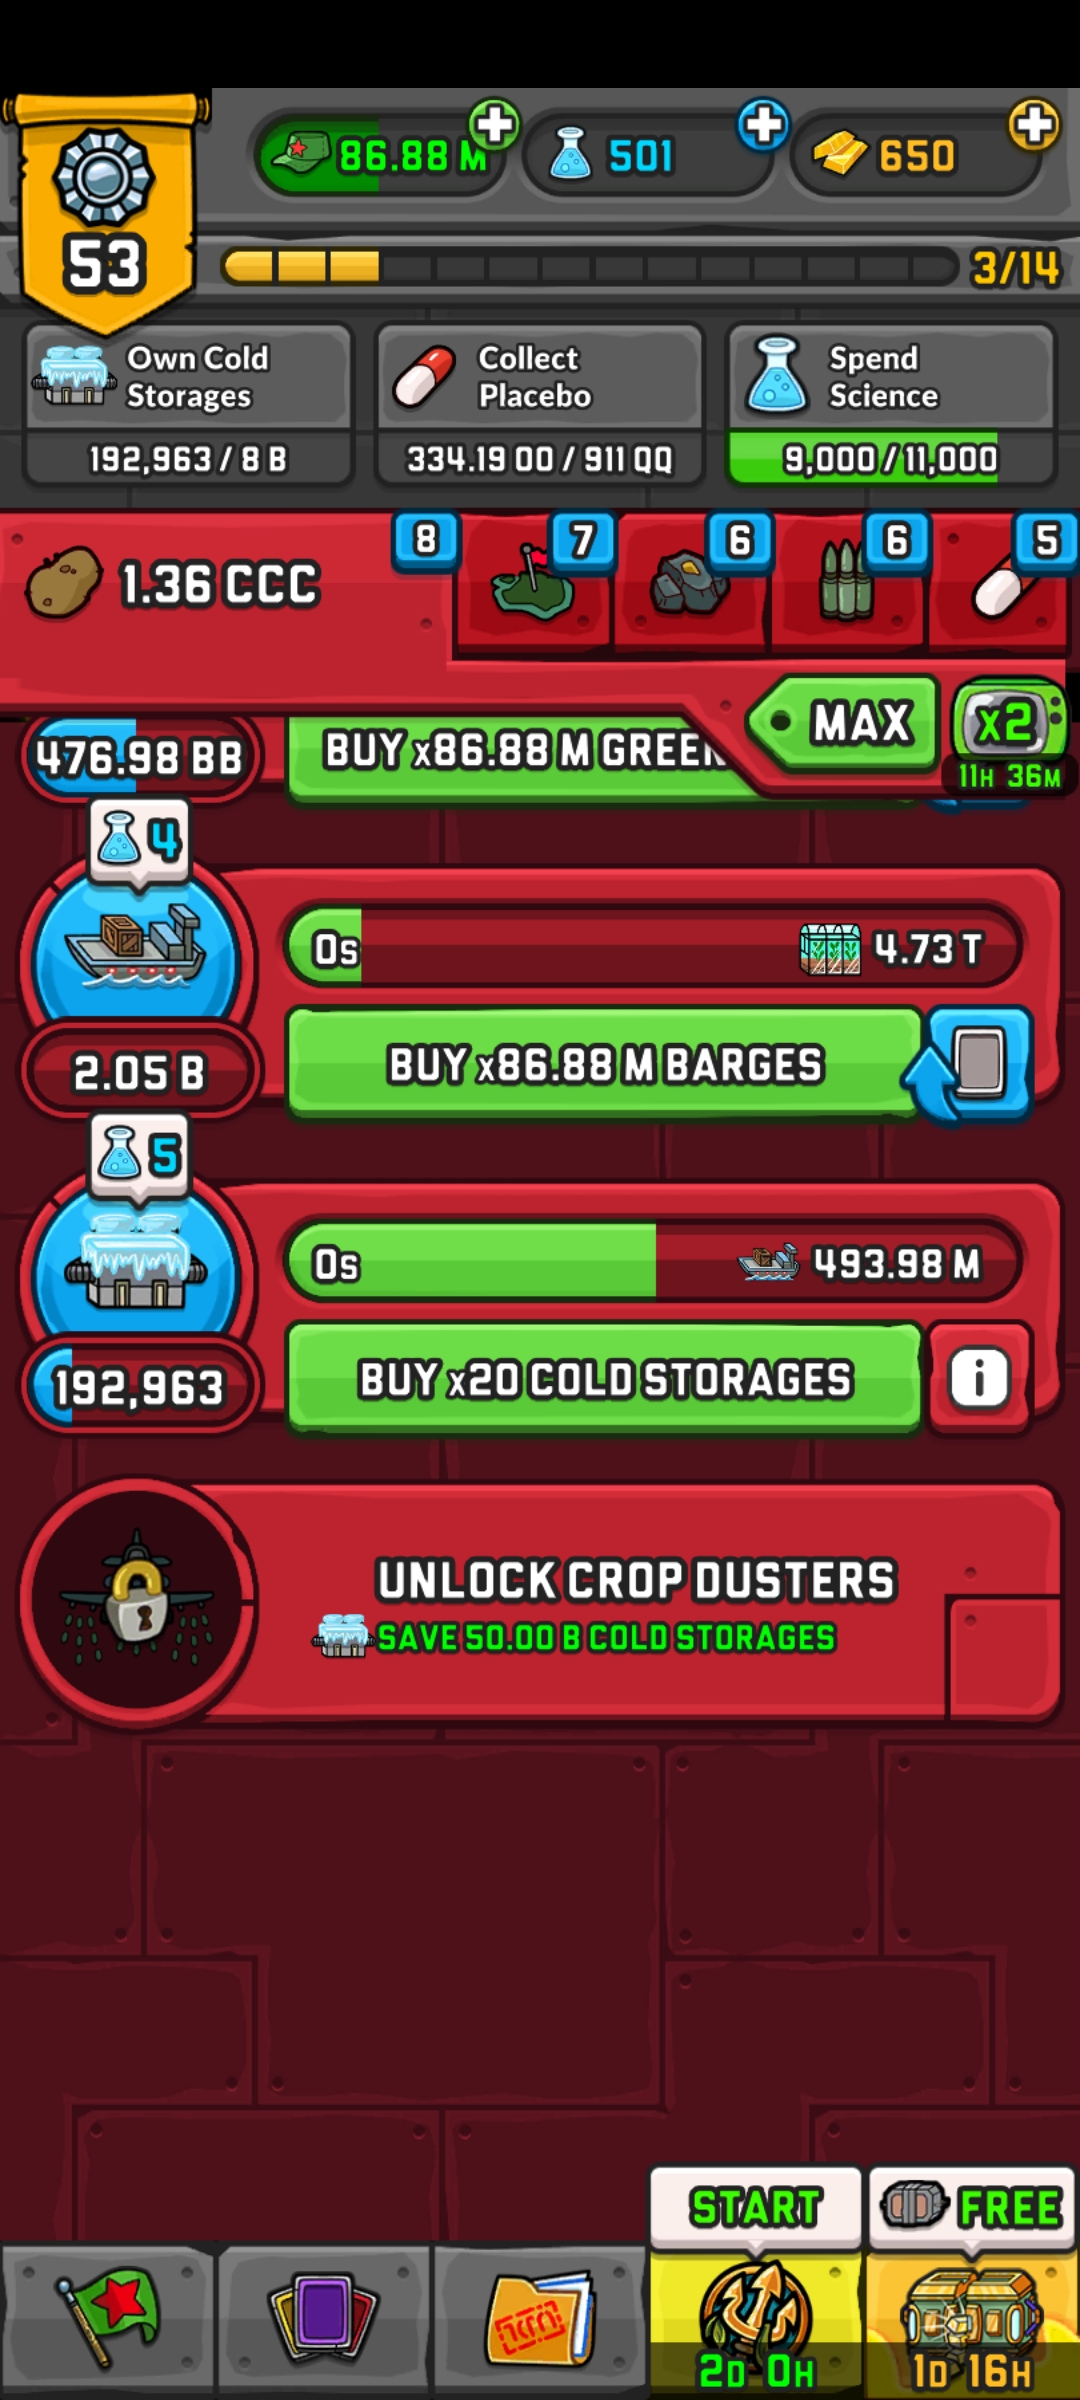 86.88 M
501
650
53
3/14
Own Cold
Storages
Collect
Placebo
Spend
Science
192,963 / 8 B
334.19 OO / 911 QQ
9,000 / 11,000
1.36 CCC
8
7
6
6
5
MAX
x2
11H 36M
476.98 BB
BUY x86.88 M GREEN
4
0s
4.73 T
2.05 B
BUY x86.88 M BARGES
5
0s
493.98 M
192,963
BUY x20 COLD STORAGES
i
UNLOCK CROP DUSTERS
SAVE 50.00 B COLD STORAGES
START
FREE
2D 0H
1D 16H